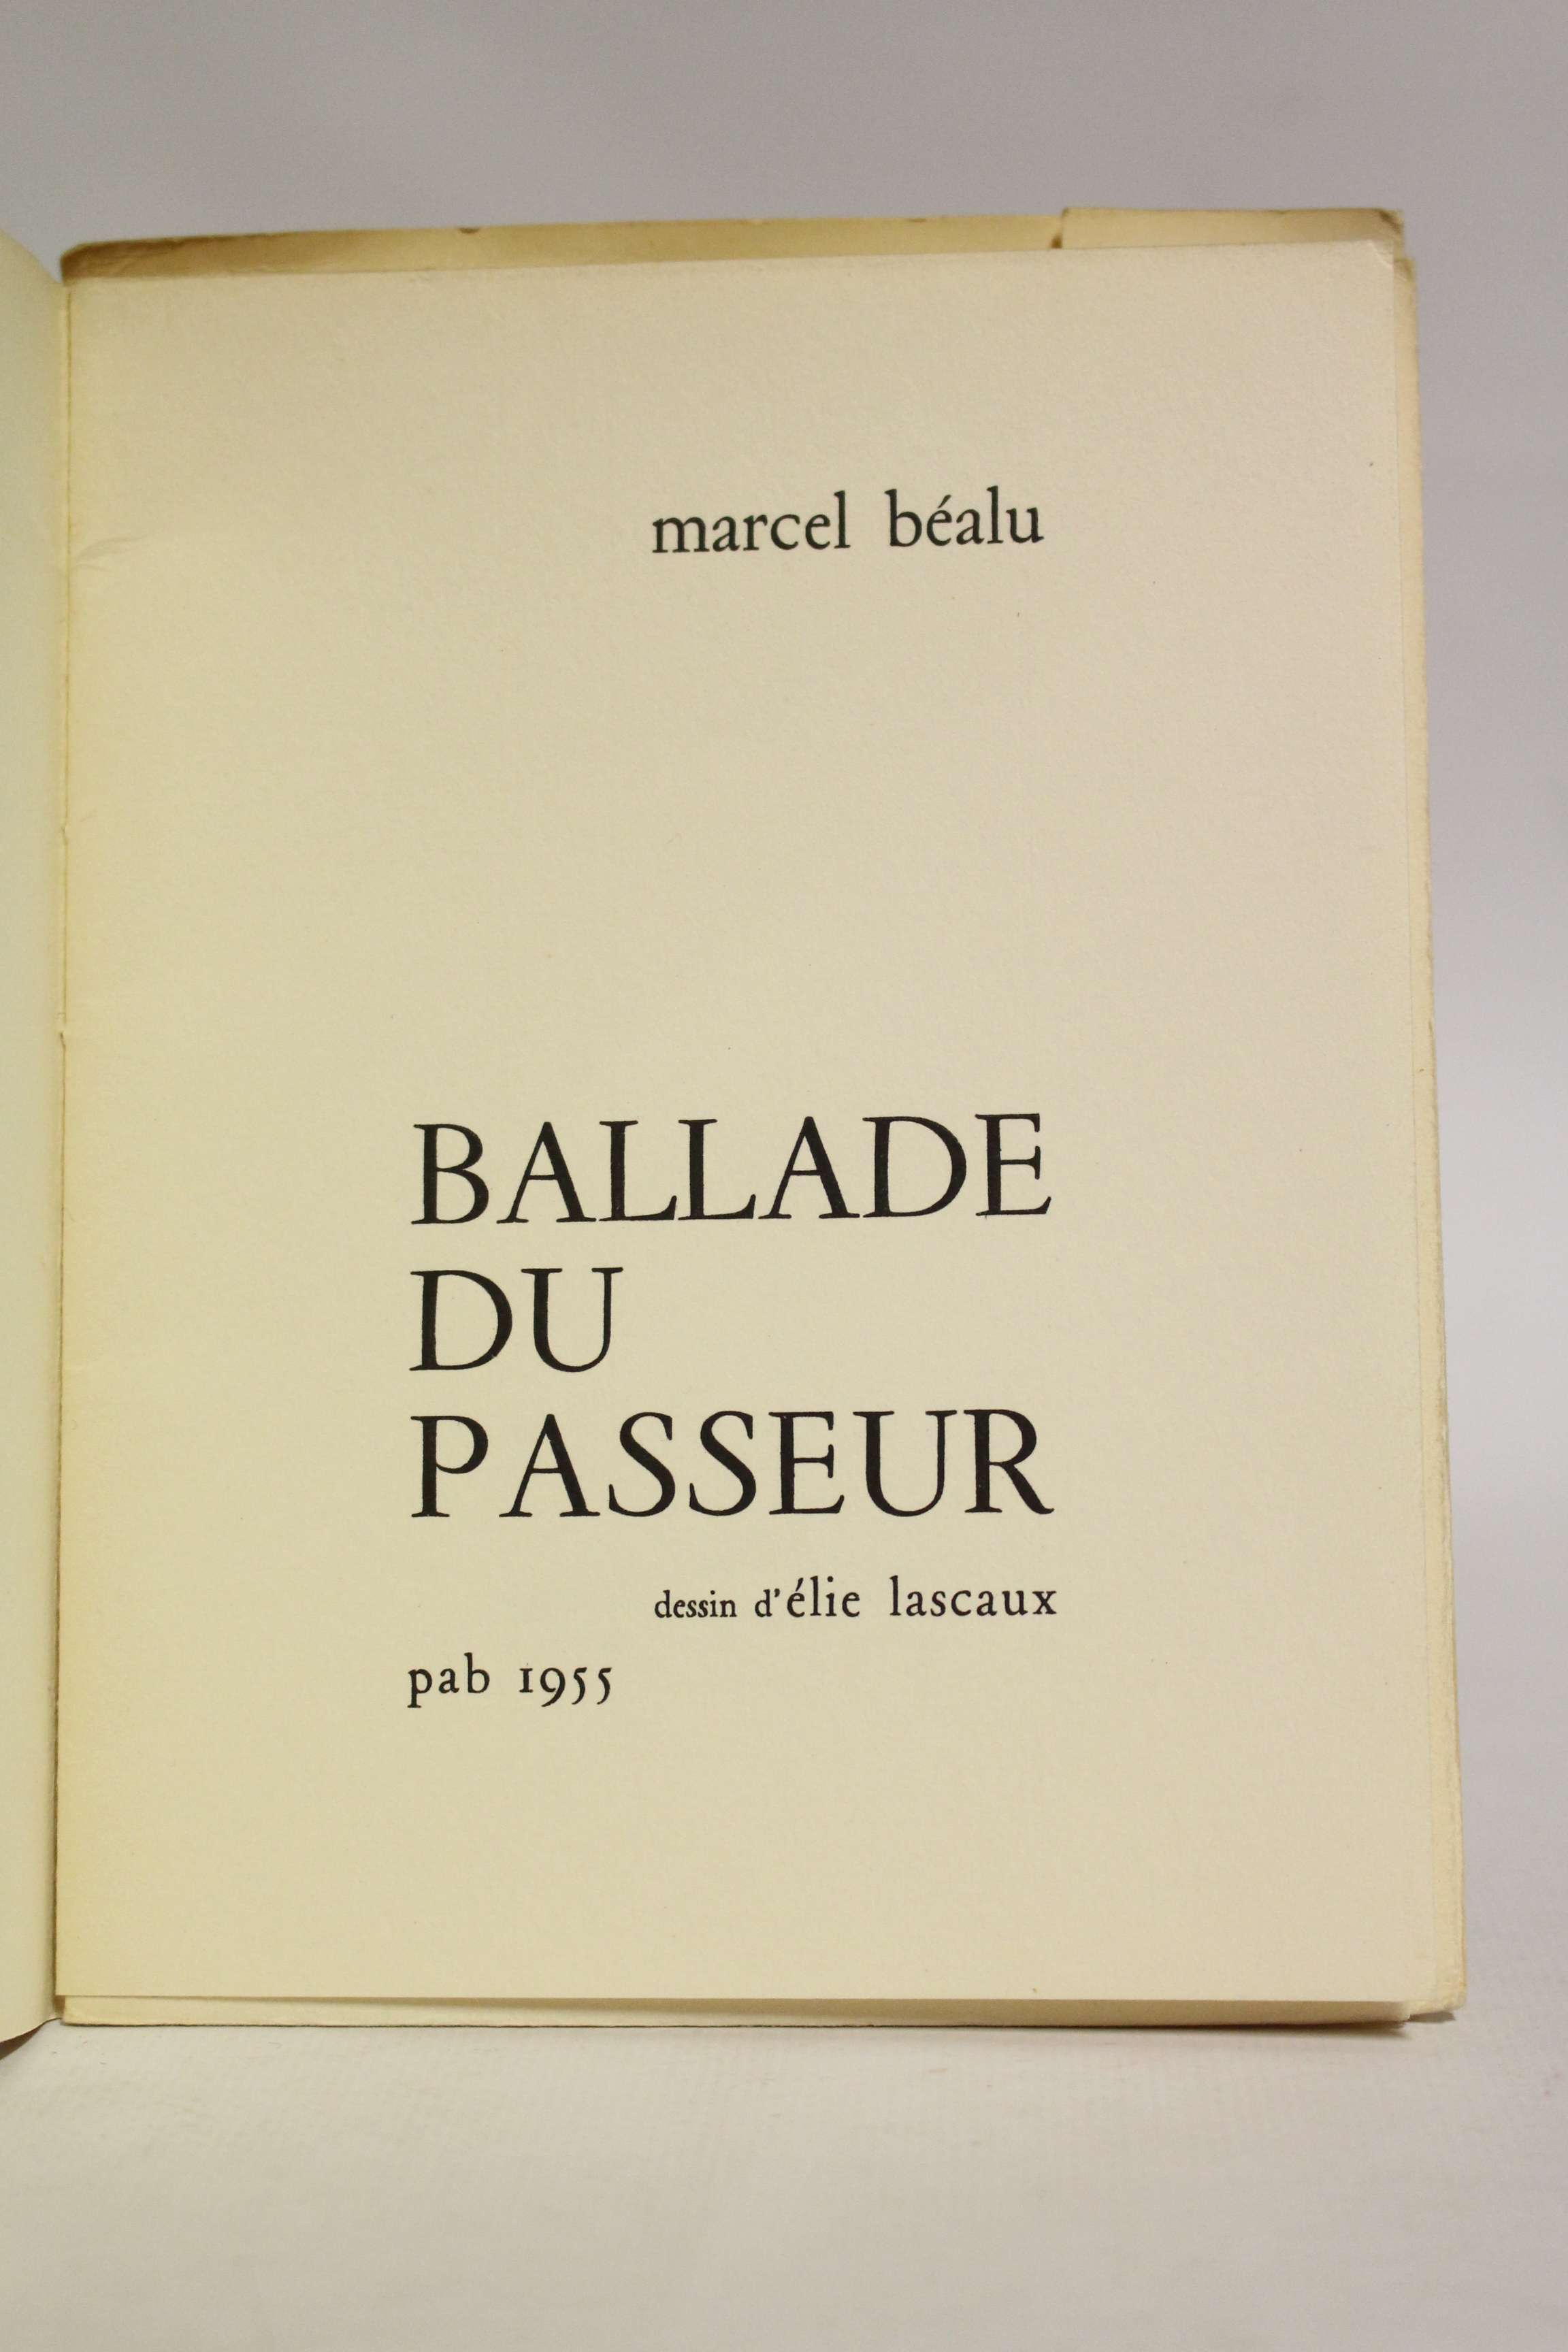 marcel béalu
BALLADE
DU
PASSEUR
dessin d'élie lascaux
pab 1955